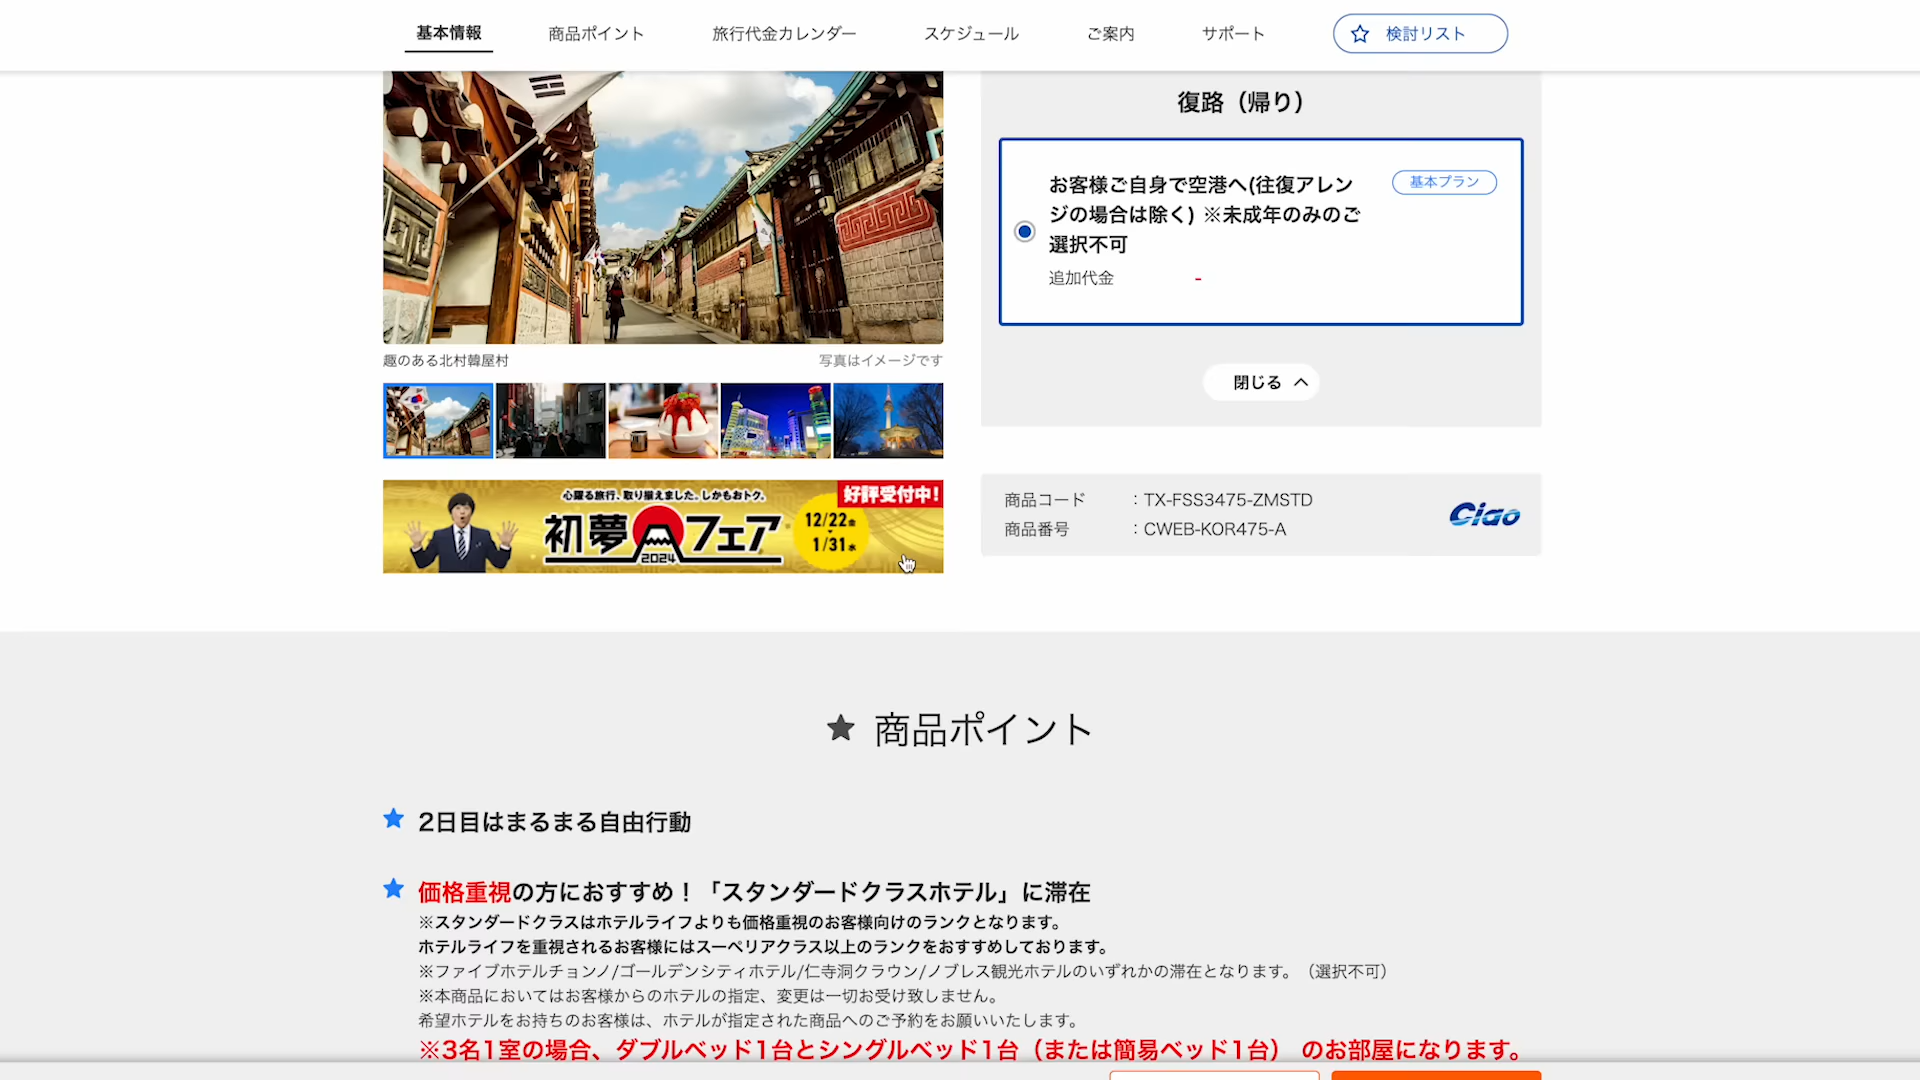 基本情報
商品ポイント
旅行代金カレンダー
スケジュール
ご案内
サポート
検討リスト
復路（帰り）
お客様ご自身で空港へ(往復アレン
ジの場合は除く) ※未成年のみのご
選択不可
基本プラン
追加代金 -
趣のある北村韓屋村
写真はイメージです
閉じる
心躍る旅行、取り揃えました。しかもおトク。
好評受付中!
初夢フェア
2024
12/22金
1/31水
商品コード ：TX-FSS3475-ZMSTD
商品番号 ：CWEB-KOR475-A
Ciao
商品ポイント
2日目はまるまる自由行動
価格重視の方におすすめ！「スタンダードクラスホテル」に滞在
※スタンダードクラスはホテルライフよりも価格重視のお客様向けのランクとなります。
ホテルライフを重視されるお客様にはスーペリアクラス以上のランクをおすすめしております。
※ファイブホテルチョンノ/ゴールデンシティホテル/仁寺洞クラウン/ノブレス観光ホテルのいずれかの滞在となります。（選択不可）
※本商品においてはお客様からのホテルの指定、変更は一切お受け致しません。
希望ホテルをお持ちのお客様は、ホテルが指定された商品へのご予約をお願いいたします。
※3名1室の場合、ダブルベッド1台とシングルベッド1台（または簡易ベッド1台） のお部屋になります。